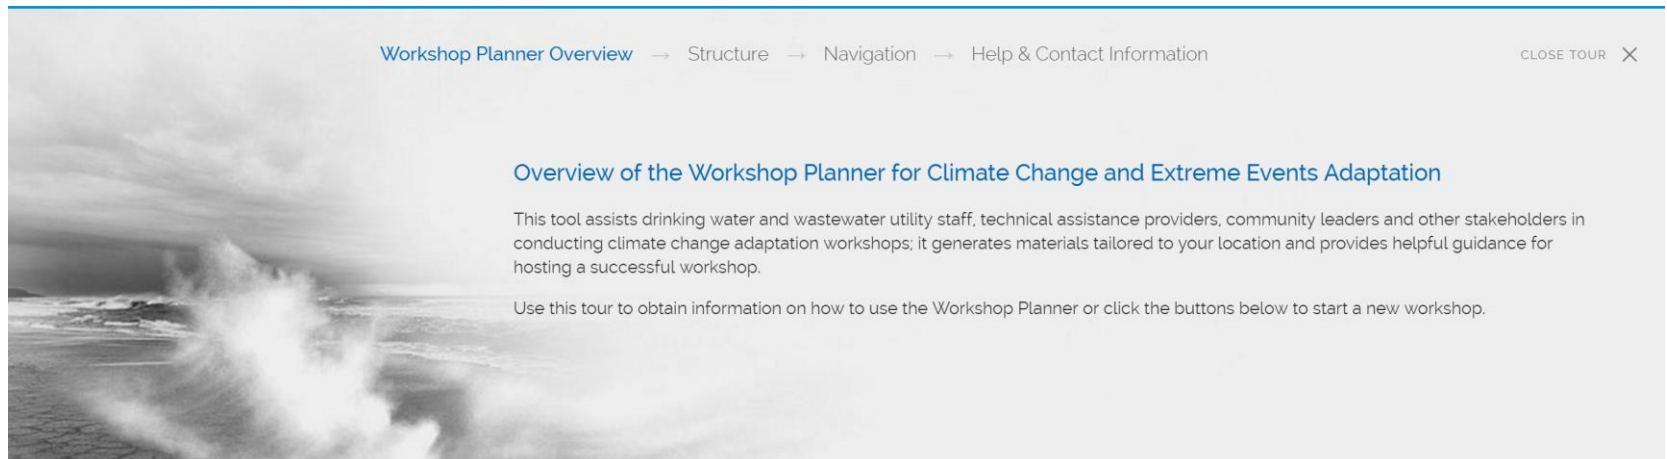 Workshop Planner Overview → Structure → Navigation → Help & Contact Information CLOSE TOUR ×
Overview of the Workshop Planner for Climate Change and Extreme Events Adaptation
This tool assists drinking water and wastewater utility staff, technical assistance providers, community leaders and other stakeholders in
conducting climate change adaptation workshops; it generates materials tailored to your location and provides helpful guidance for
hosting a successful workshop.
Use this tour to obtain information on how to use the Workshop Planner or click the buttons below to start a new workshop.